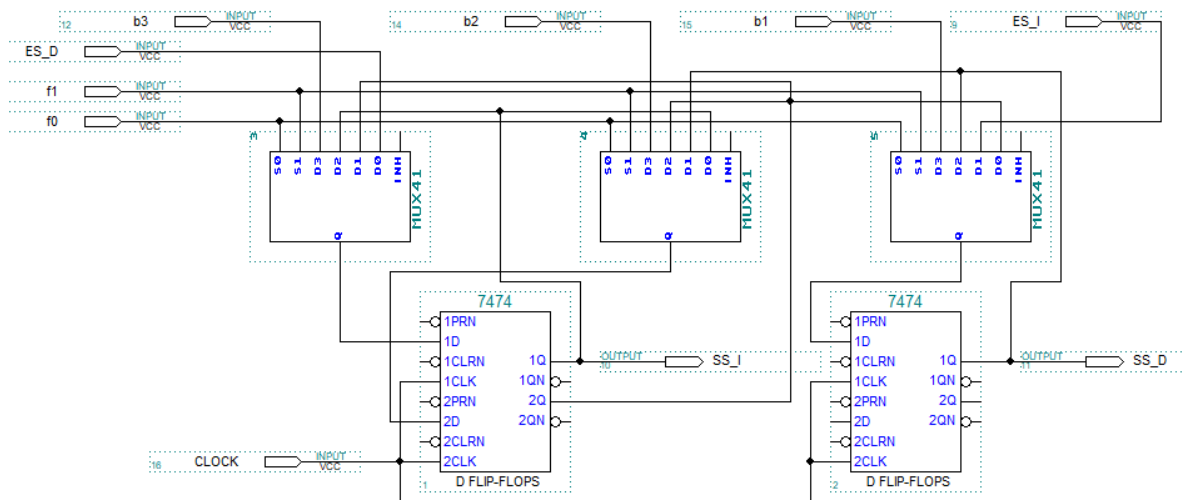 12 b3 INPUT VCC
14 b2 INPUT VCC
15 b1 INPUT VCC
9 ES_I INPUT VCC
ES_D INPUT VCC
f1 INPUT VCC
f0 INPUT VCC
3
S0 S1 D3 D2 D1 D0 INH
MUX41
Q
4
S0 S1 D3 D2 D1 D0 INH
MUX41
Q
5
S0 S1 D3 D2 D1 D0 INH
MUX41
Q
7474
1PRN
1D
1CLRN
1CLK
2PRN
2D
2CLRN
2CLK
1Q
1QN
2Q
2QN
1
D FLIP-FLOPS
OUTPUT
10
SS_I
7474
1PRN
1D
1CLRN
1CLK
2PRN
2D
2CLRN
2CLK
1Q
1QN
2Q
2QN
2
D FLIP-FLOPS
OUTPUT
11
SS_D
16 CLOCK INPUT VCC